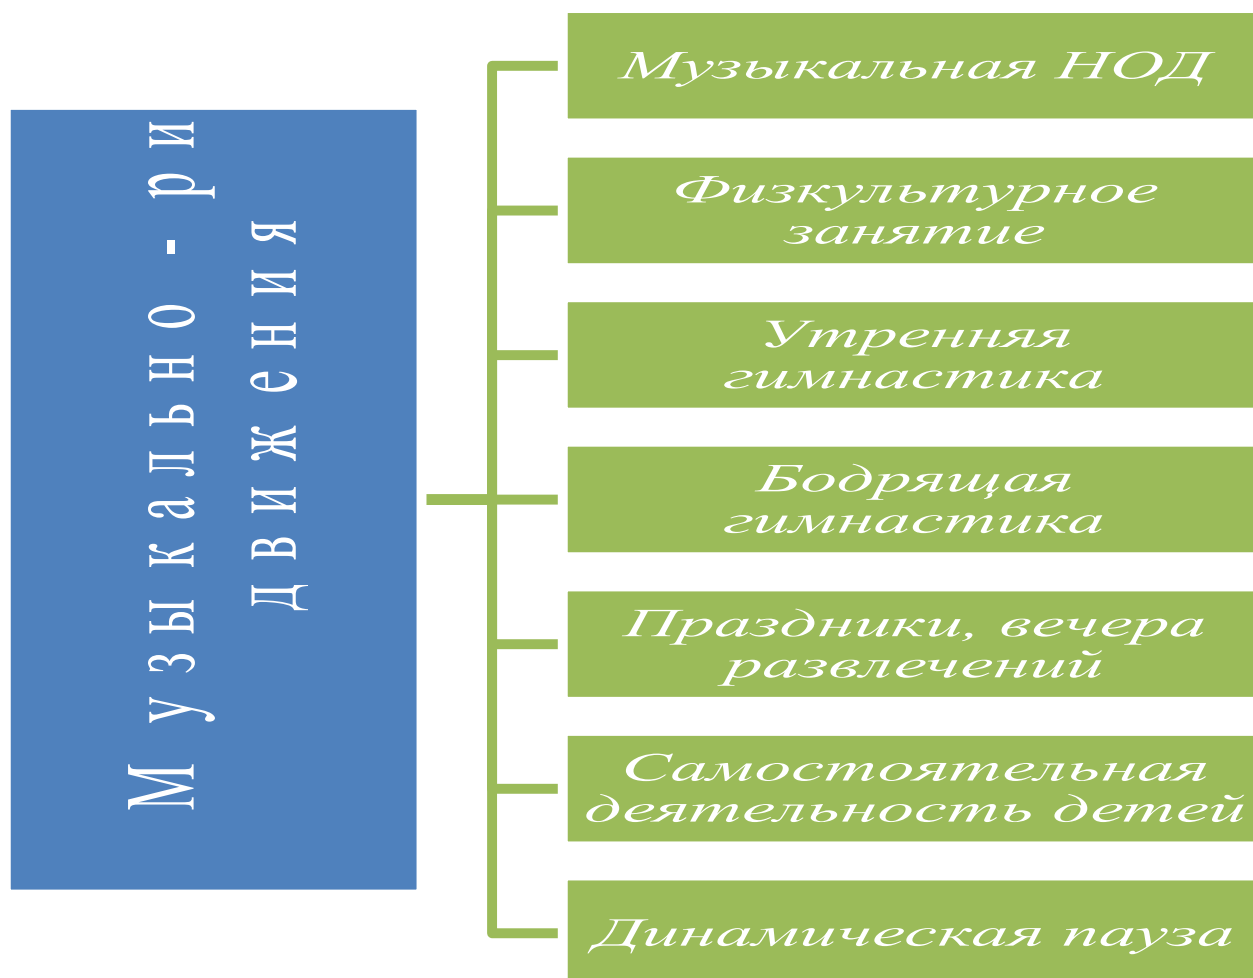 Музыкально - ри
движения
Музыкальная НОД
Физкультурное
занятие
Утренняя
гимнастика
Бодрящая
гимнастика
Праздники, вечера
развлечений
Самостоятельная
деятельность детей
Динамическая пауза